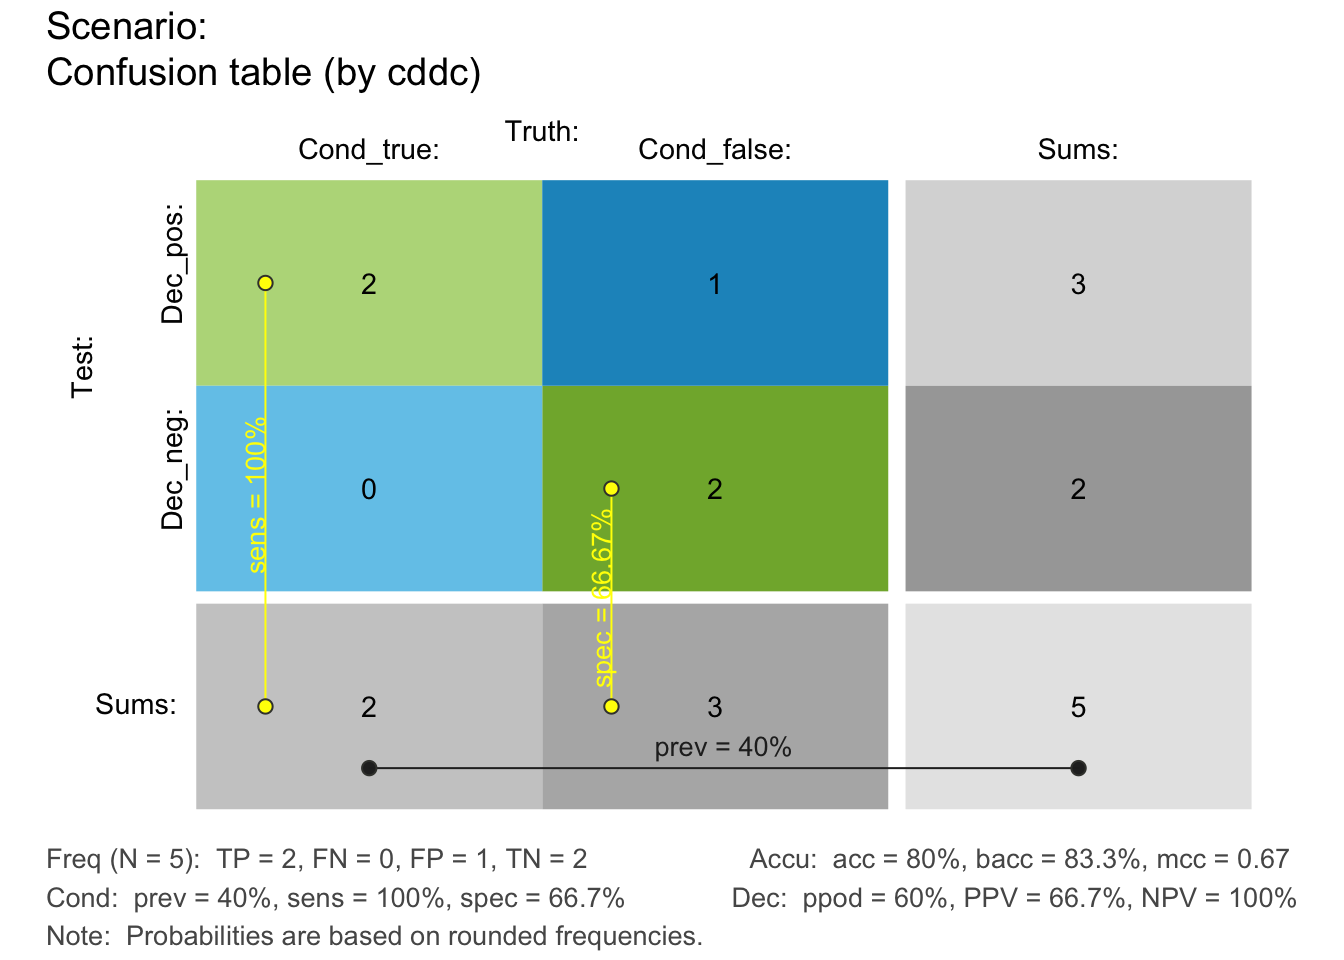 Scenario:
Confusion table (by cddc)
Truth:
Cond_true:
Cond_false:
Sums:
Test:
Dec_pos:
2
1
3
Dec_neg:
sens = 100%
0
spec = 66.67%
2
2
Sums:
2
3
5
prev = 40%
Freq (N = 5):  TP = 2, FN = 0, FP = 1, TN = 2
Accu:  acc = 80%, bacc = 83.3%, mcc = 0.67
Cond:  prev = 40%, sens = 100%, spec = 66.7%
Dec:  ppod = 60%, PPV = 66.7%, NPV = 100%
Note:  Probabilities are based on rounded frequencies.